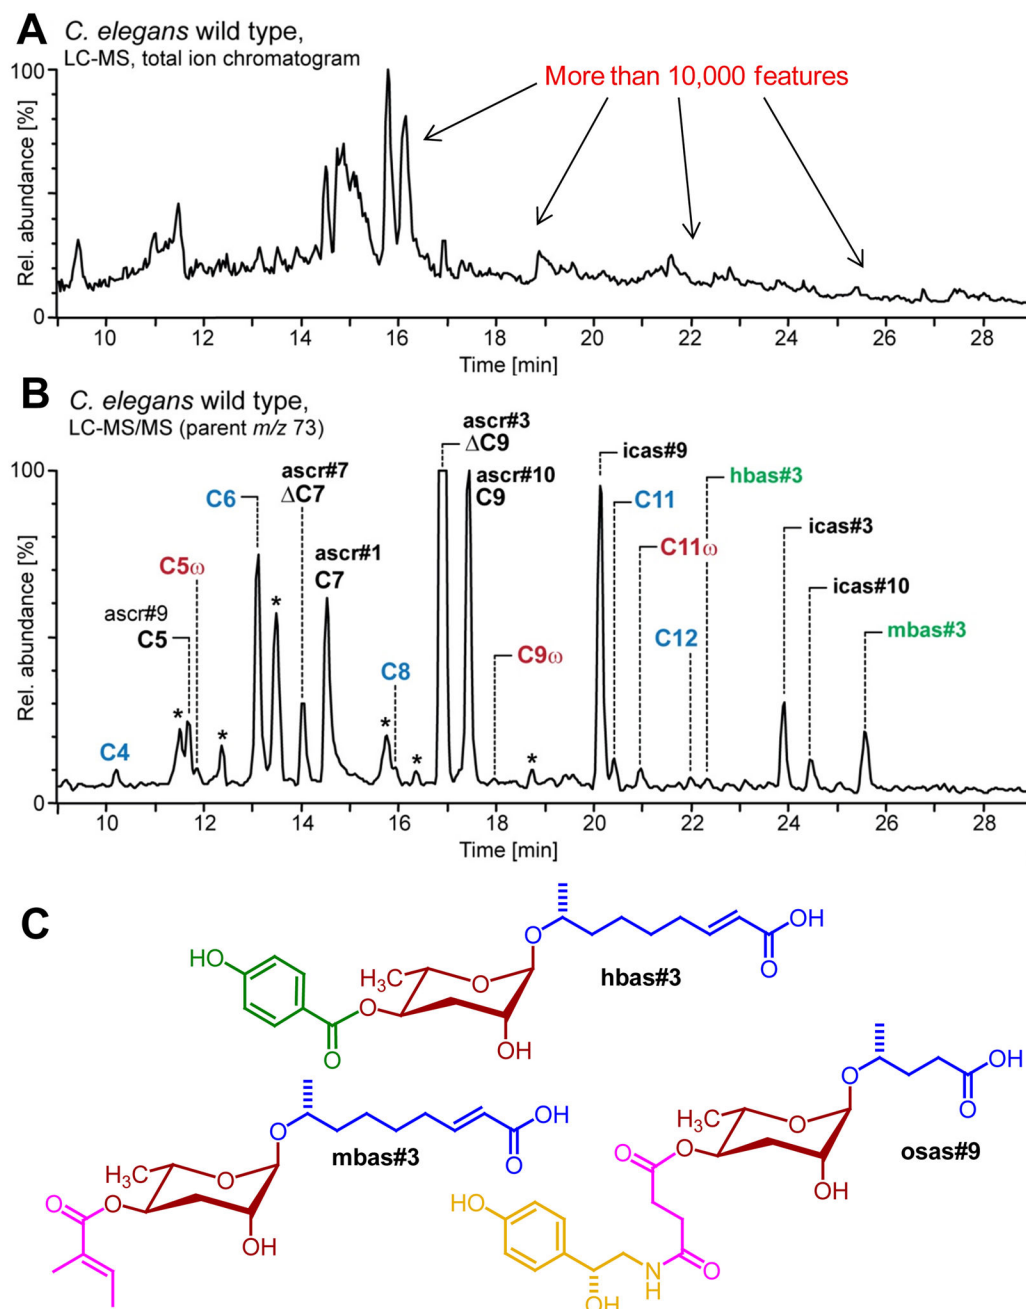 A
C. elegans wild type,
LC-MS, total ion chromatogram
More than 10,000 features
Rel. abundance [%]
100
0
10 12 14 16 18 20 22 24 26 28
Time [min]
B
C. elegans wild type,
LC-MS/MS (parent m/z 73)
Rel. abundance [%]
100
0
C4
ascr#9
C5
C5ω
*
*
C6
*
ascr#7
ΔC7
ascr#1
C7
*
C8
*
ascr#3
ΔC9
ascr#10
C9
C9ω
*
icas#9
C11
C11ω
C12
hbas#3
icas#3
icas#10
mbas#3
10 12 14 16 18 20 22 24 26 28
Time [min]
C
HO
O
O
H3C
O
O
OH
O
OH
hbas#3
O
O
H3C
O
O
OH
O
OH
mbas#3
HO
OH
N
H
O
O
O
H3C
O
O
OH
O
OH
osas#9